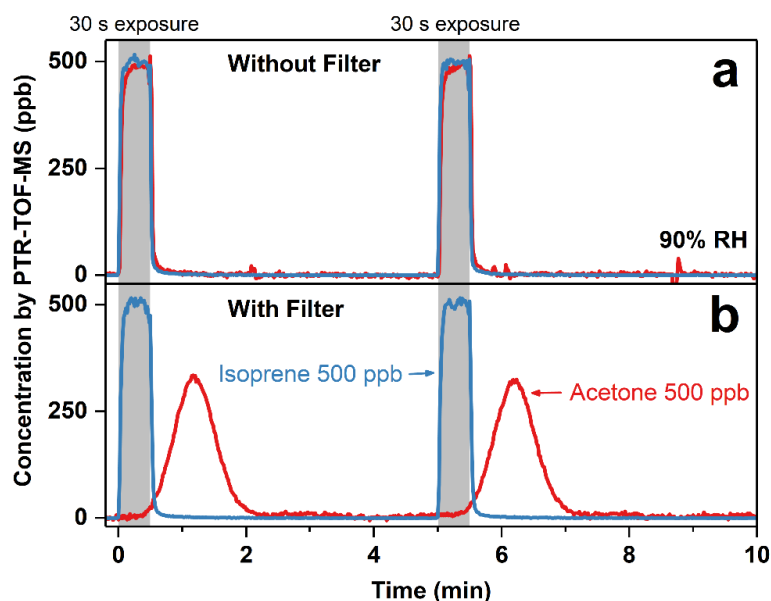 30 s exposure 30 s exposure
Without Filter a
500
250
0
90% RH
With Filter b
500
250
0
Isoprene 500 ppb
Acetone 500 ppb
0 2 4 6 8 10
Time (min)
Concentration by PTR-TOF-MS (ppb)